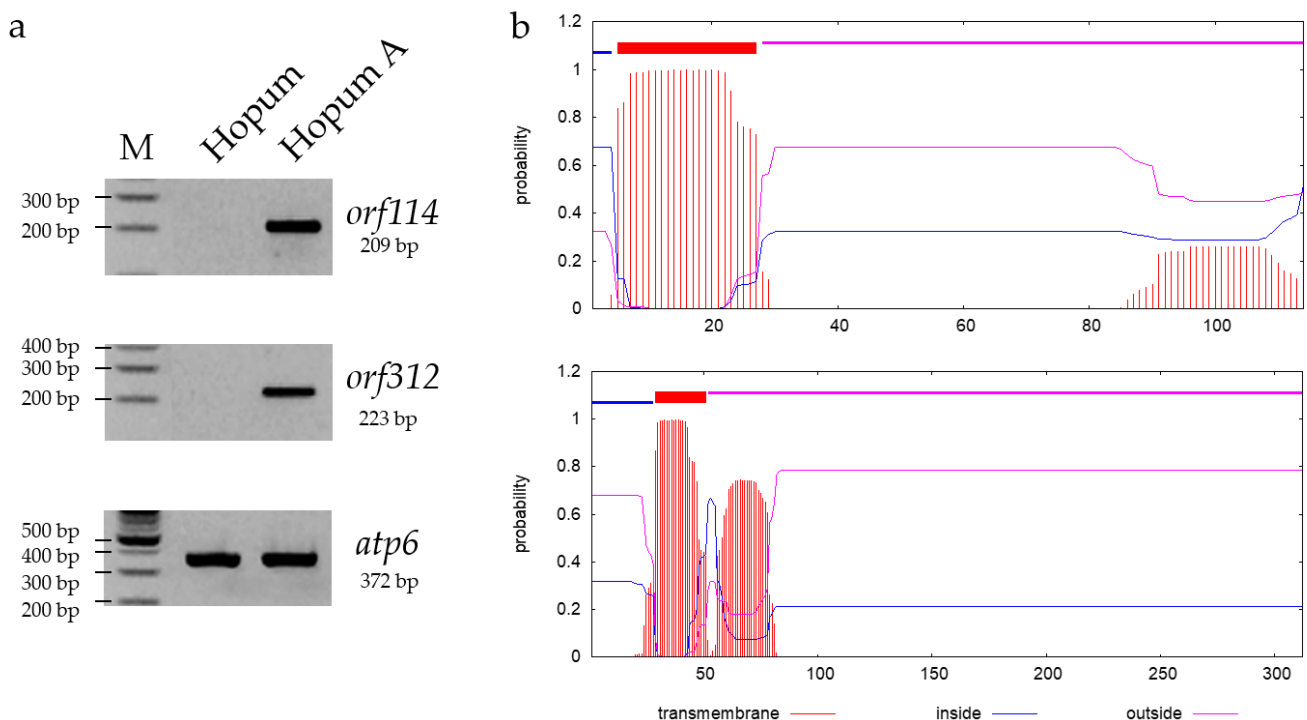 a
M
Hopum
Hopum A
300 bp
200 bp
orf114
209 bp
400 bp
300 bp
200 bp
orf312
223 bp
500 bp
400 bp
300 bp
200 bp
atp6
372 bp
b
1.2
1
0.8
0.6
0.4
0.2
0
probability
20
40
60
80
100
1.2
1
0.8
0.6
0.4
0.2
0
probability
50
100
150
200
250
300
transmembrane
inside
outside